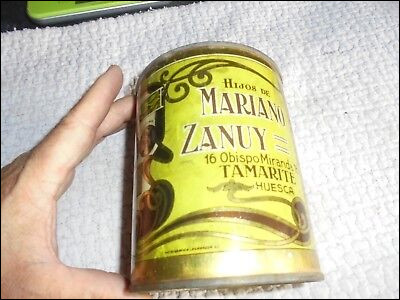 HIJOS DE
MARIANO
ZANUY
16 Obispo Miranda
TAMARITE
HUESCA